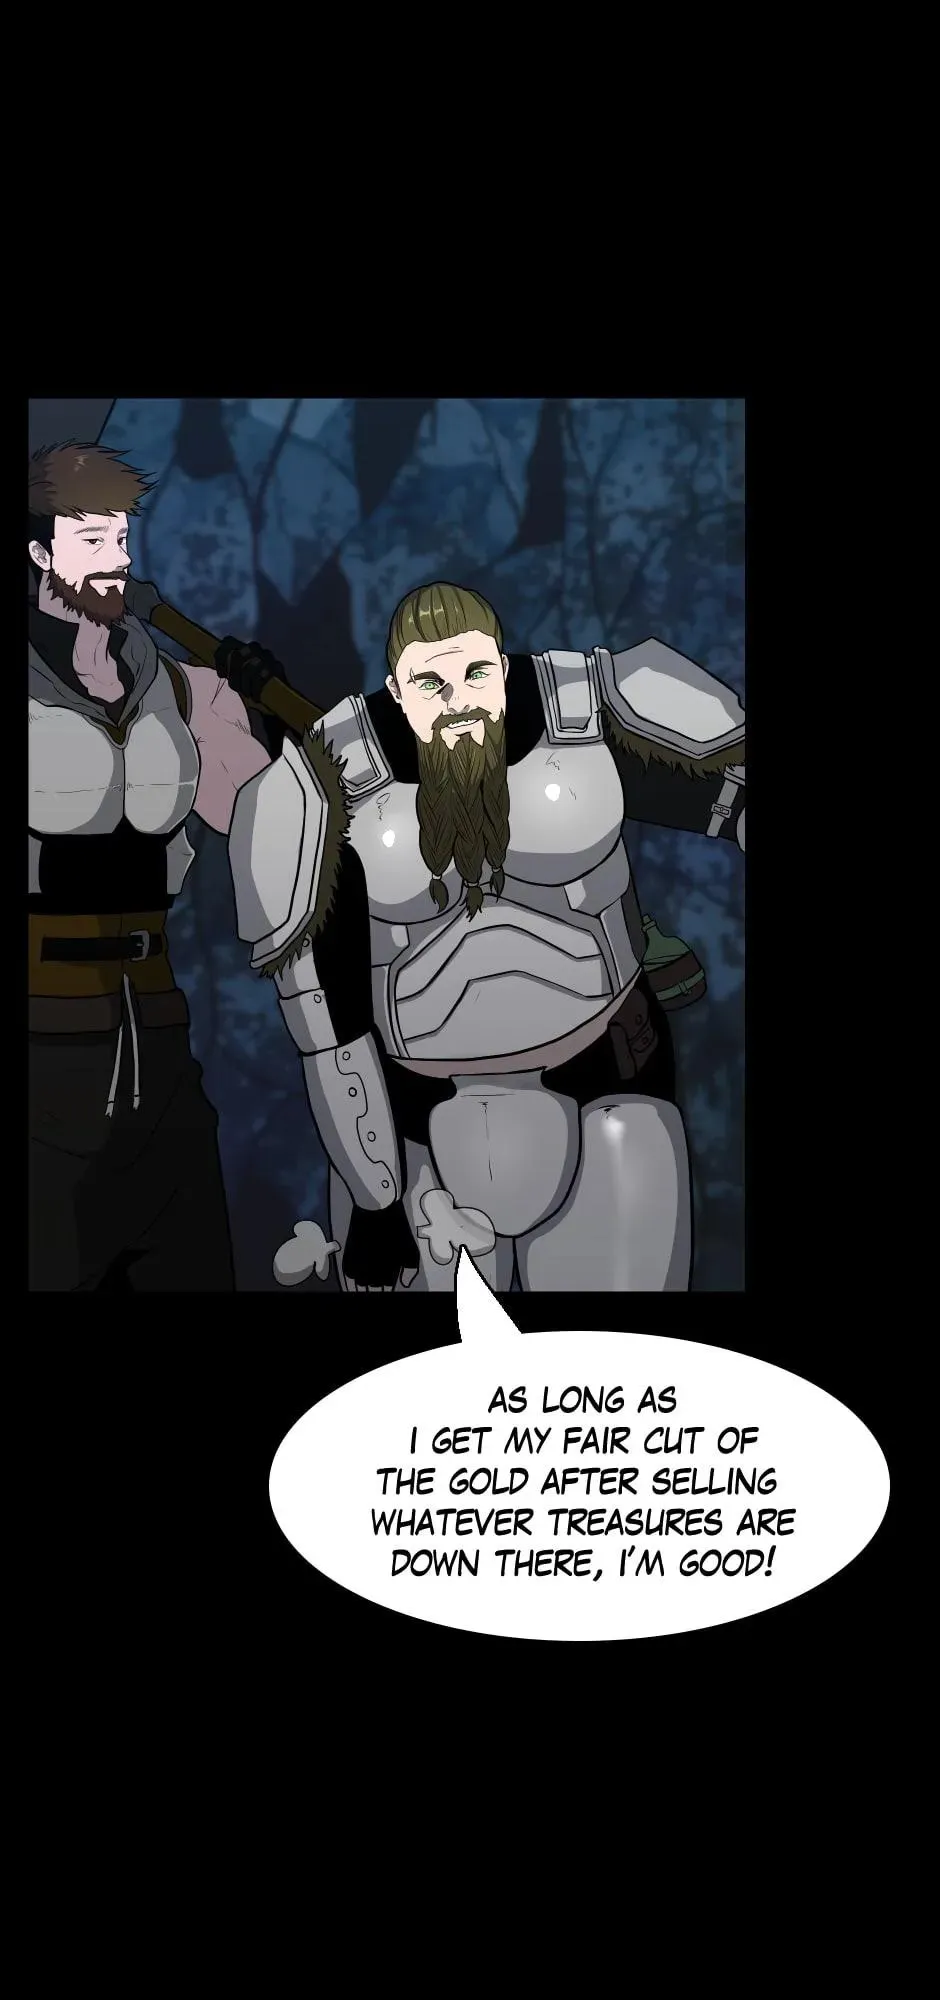 AS LONG AS
I GET MY FAIR CUT OF
THE GOLD AFTER SELLING
WHATEVER TREASURES ARE
DOWN THERE, I'M GOOD!